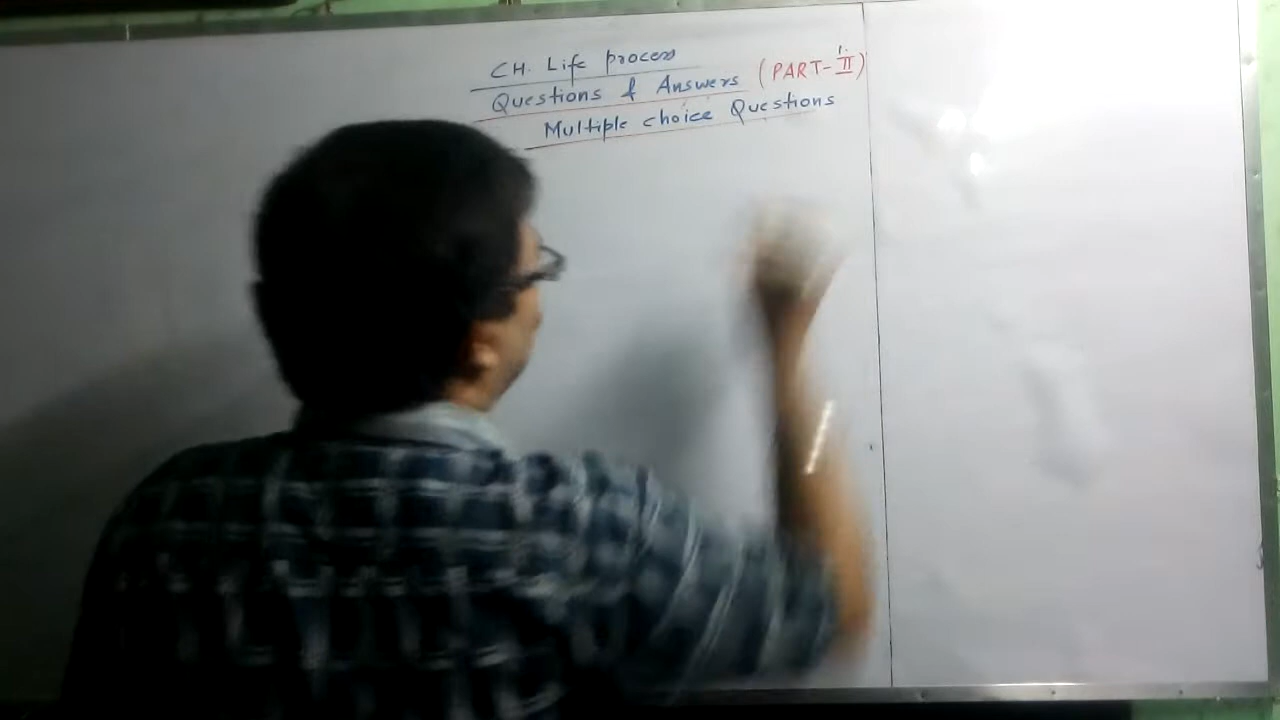 CH. Life process
Questions & Answers (PART-II)
Multiple choice Questions